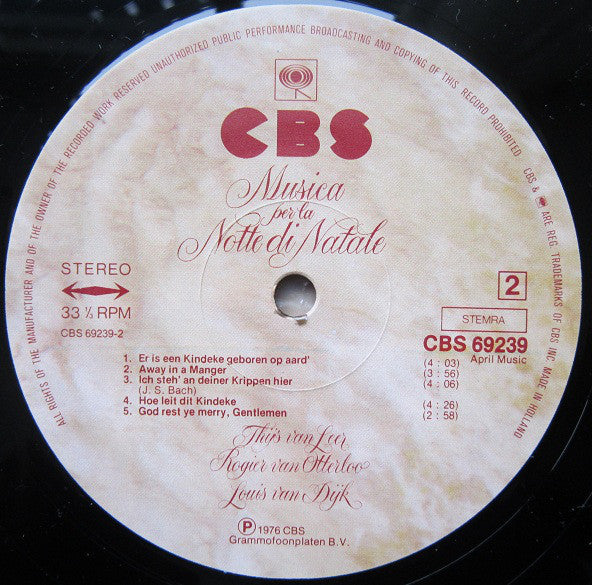 ALL RIGHTS OF THE MANUFACTURER AND OF THE OWNER OF THE RECORDED WORK RESERVED UNAUTHORIZED PUBLIC PERFORMANCE BROADCASTING AND COPYING OF THIS RECORD PROHIBITED. CBS & ARE REG. TRADEMARKS OF CBS INC. MADE IN HOLLAND
CBS
Musica
per la
Notte di Natale
STEREO
33 ⅓ RPM
CBS 69239-2
2
STEMRA
CBS 69239
April Music
1. Er is een Kindeke geboren op aard' (4 : 03)
2. Away in a Manger (3 : 56)
3. Ich steh' an deiner Krippen hier (4 : 06)
(J. S. Bach)
4. Hoe leit dit Kindeke (4 : 26)
5. God rest ye merry, Gentlemen (2 : 58)
Thijs van Leer
Rogier van Otterloo
Louis van Dijk
Ⓟ 1976 CBS
Grammofoonplaten B.V.